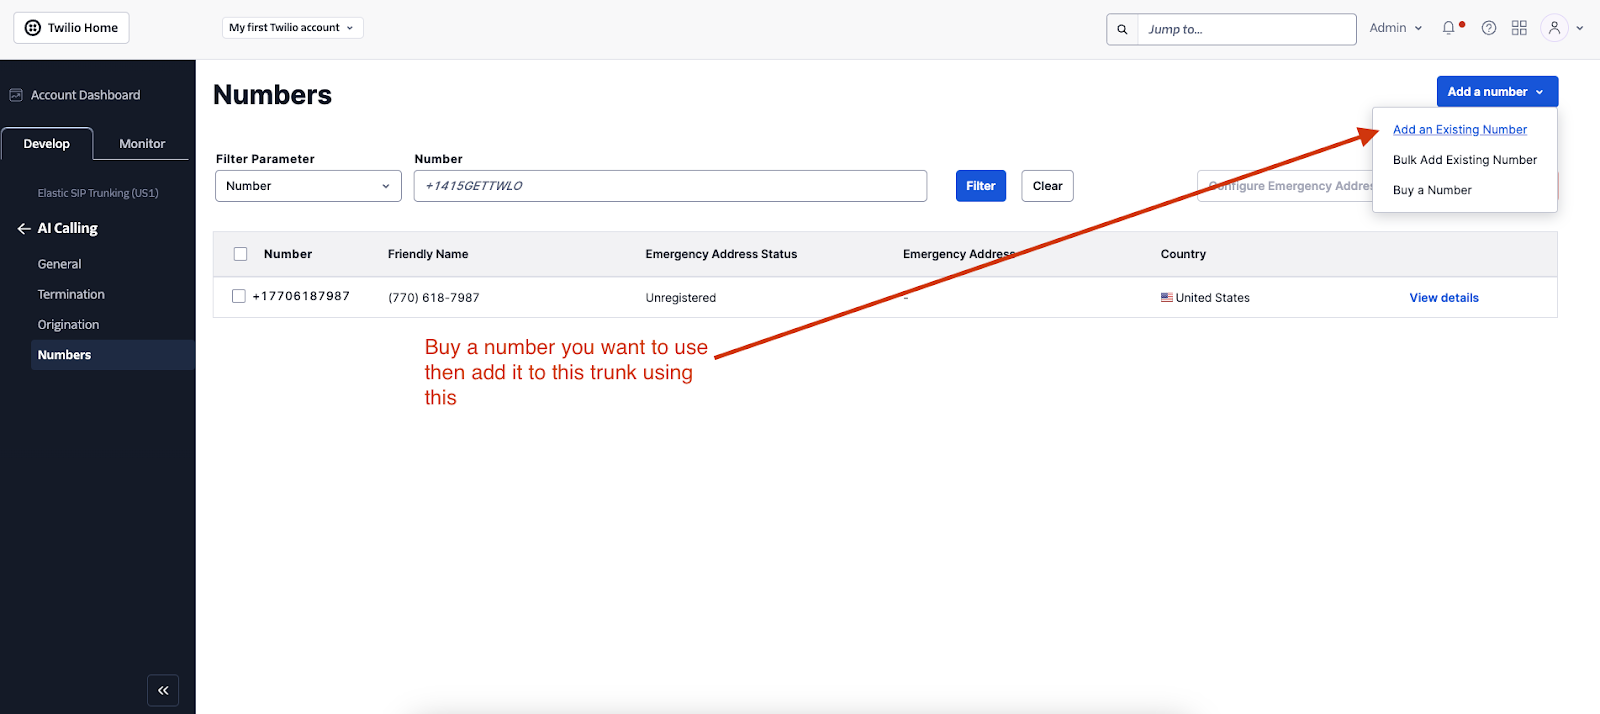 Twilio Home
My first Twilio account
Jump to...
Admin
Account Dashboard
Develop
Monitor
Elastic SIP Trunking (US1)
AI Calling
General
Termination
Origination
Numbers
Numbers
Add a number
Add an Existing Number
Bulk Add Existing Number
Buy a Number
Filter Parameter
Number
Number
+1415GETTWLO
Filter
Clear
Configure Emergency Addres
Number Friendly Name Emergency Address Status Emergency Address Country
+17706187987 (770) 618-7987 Unregistered - United States View details
Buy a number you want to use
then add it to this trunk using
this